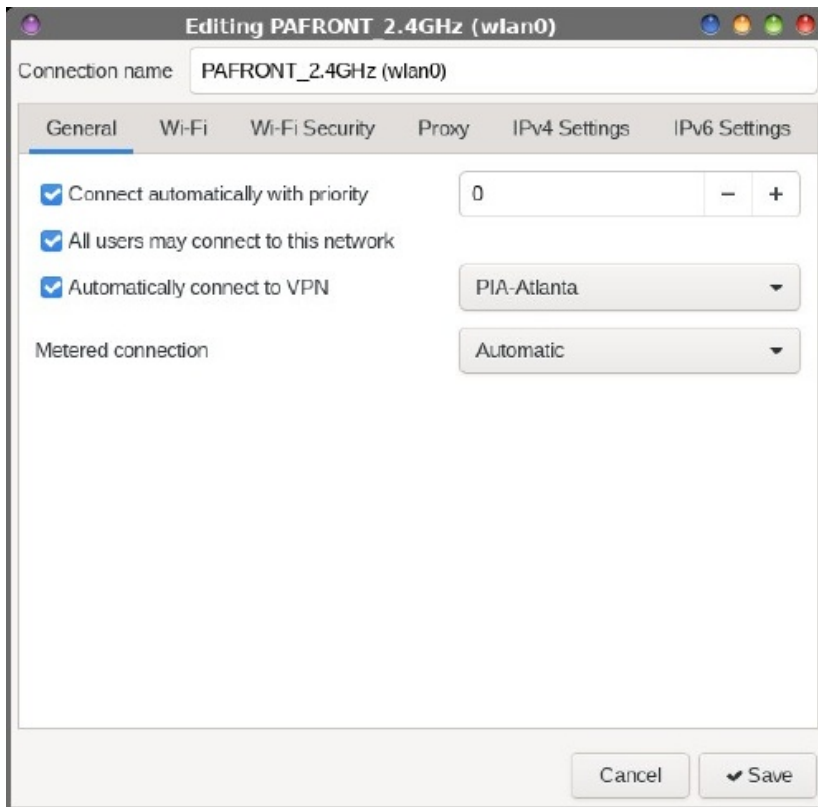 Editing PAFRONT_2.4GHz (wlan0)
Connection name PAFRONT_2.4GHz (wlan0)
General Wi-Fi Wi-Fi Security Proxy IPv4 Settings IPv6 Settings
Connect automatically with priority 0 − +
All users may connect to this network
Automatically connect to VPN PIA-Atlanta
Metered connection Automatic
Cancel Save